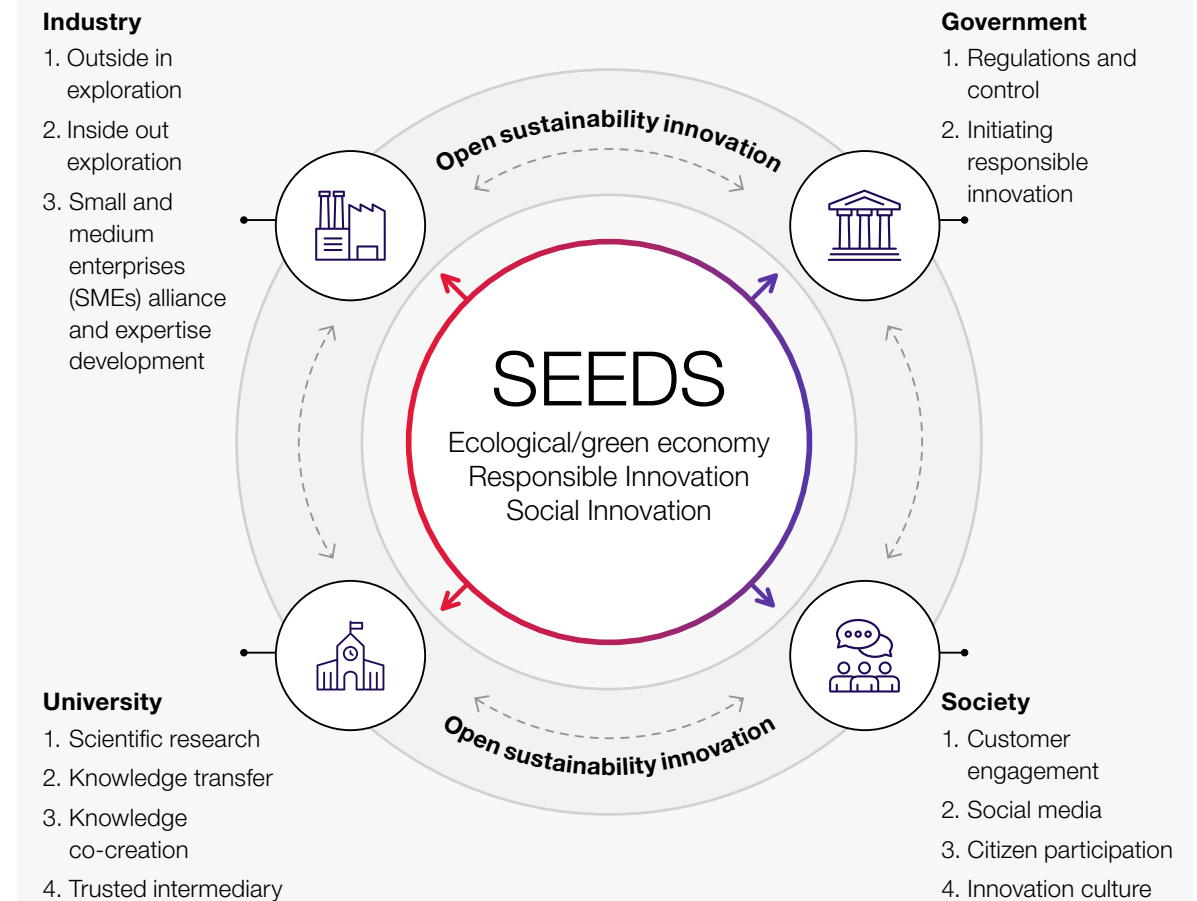 Industry
1. Outside in
exploration
2. Inside out
exploration
3. Small and
medium
enterprises
(SMEs) alliance
and expertise
development
Open sustainability innovation
Government
1. Regulations and
control
2. Initiating
responsible
innovation
SEEDS
Ecological/green economy
Responsible Innovation
Social Innovation
University
1. Scientific research
2. Knowledge transfer
3. Knowledge
co-creation
4. Trusted intermediary
Open sustainability innovation
Society
1. Customer
engagement
2. Social media
3. Citizen participation
4. Innovation culture